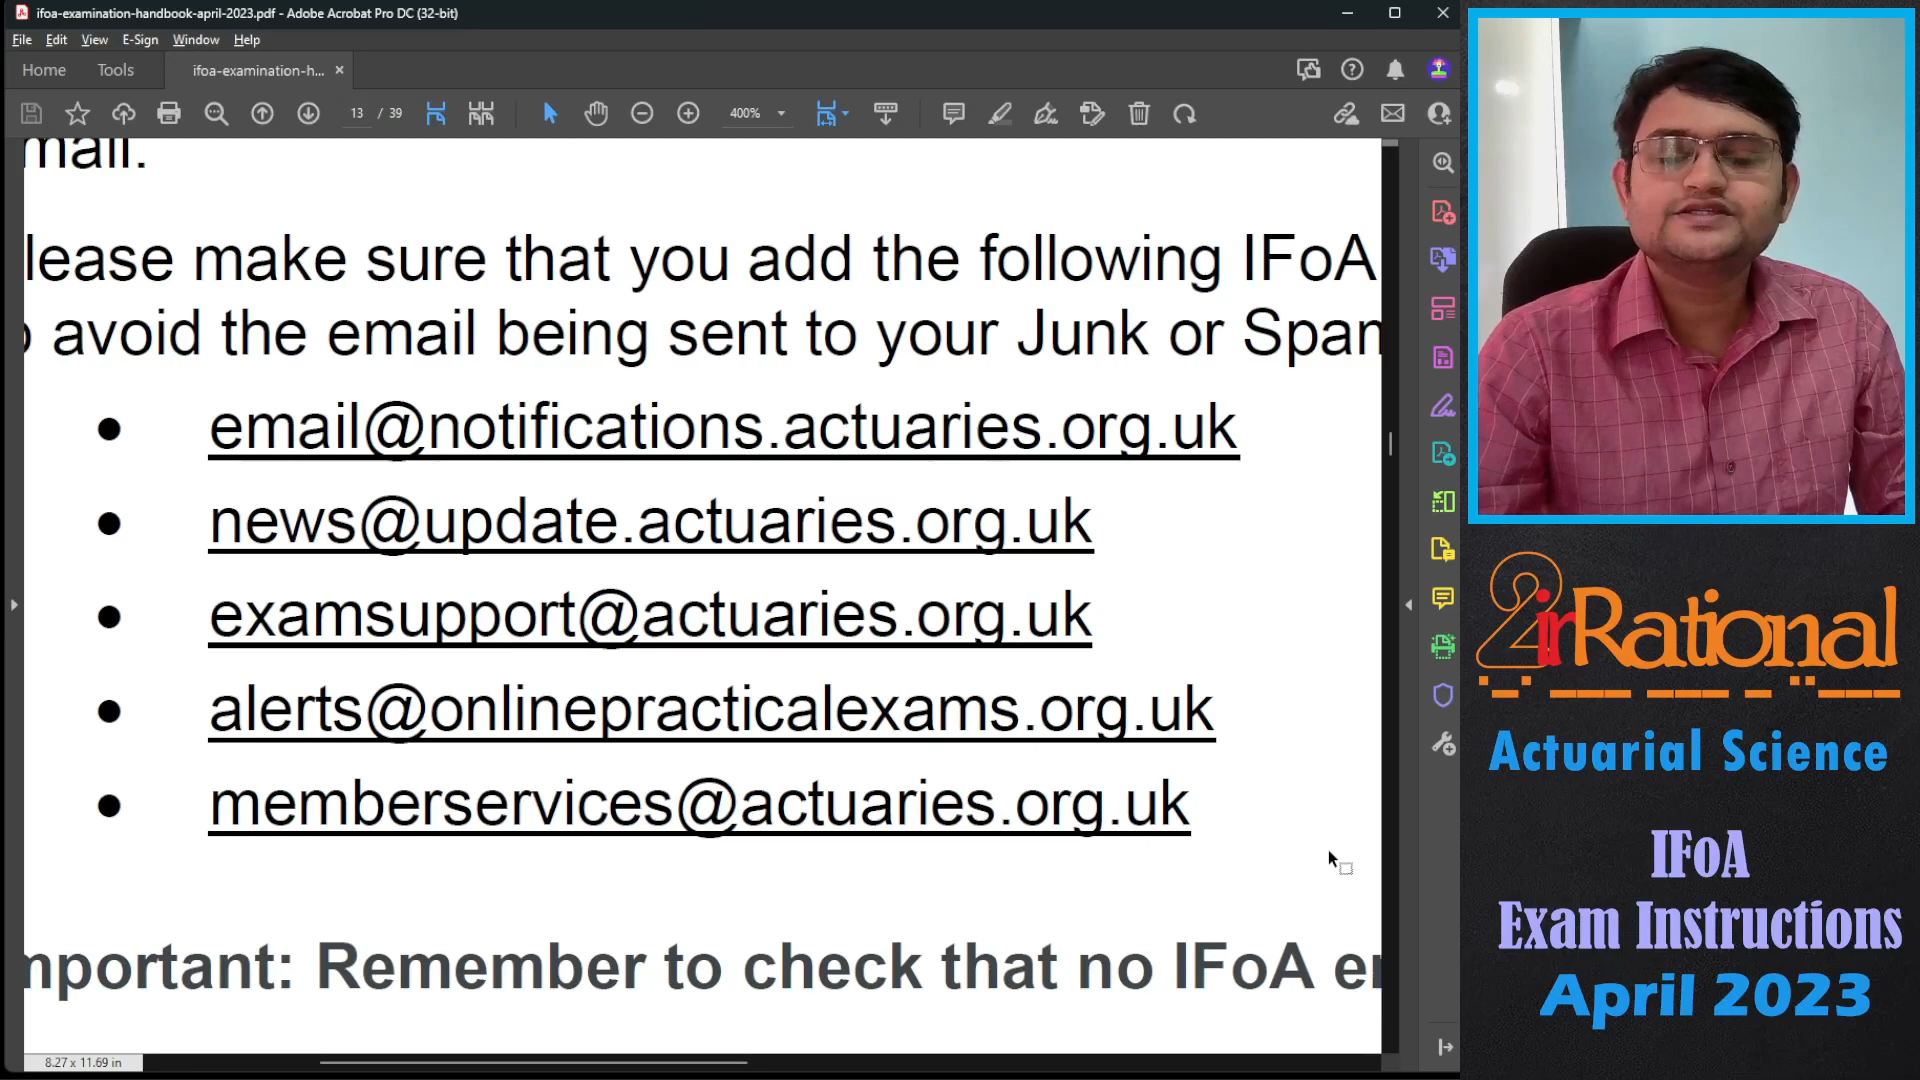 ifoa-examination-handbook-april-2023.pdf - Adobe Acrobat Pro DC (32-bit)
File Edit View E-Sign Window Help
Home Tools ifoa-examination-h... ×
13 / 39 400%
mail.
lease make sure that you add the following IFoA
o avoid the email being sent to your Junk or Spam
• email@notifications.actuaries.org.uk
• news@update.actuaries.org.uk
• examsupport@actuaries.org.uk
• alerts@onlinepracticalexams.org.uk
• memberservices@actuaries.org.uk
mportant: Remember to check that no IFoA em
8.27 x 11.69 in
2irRational
Actuarial Science
IFoA
Exam Instructions
April 2023